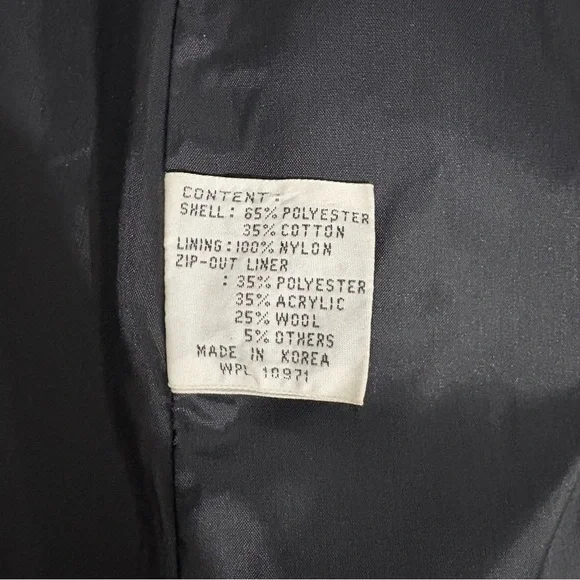 CONTENT:
SHELL: 65% POLYESTER
35% COTTON
LINING:100% NYLON
ZIP-OUT LINER
: 35% POLYESTER
35% ACRYLIC
25% WOOL
5% OTHERS
MADE IN KOREA
WPL 10971